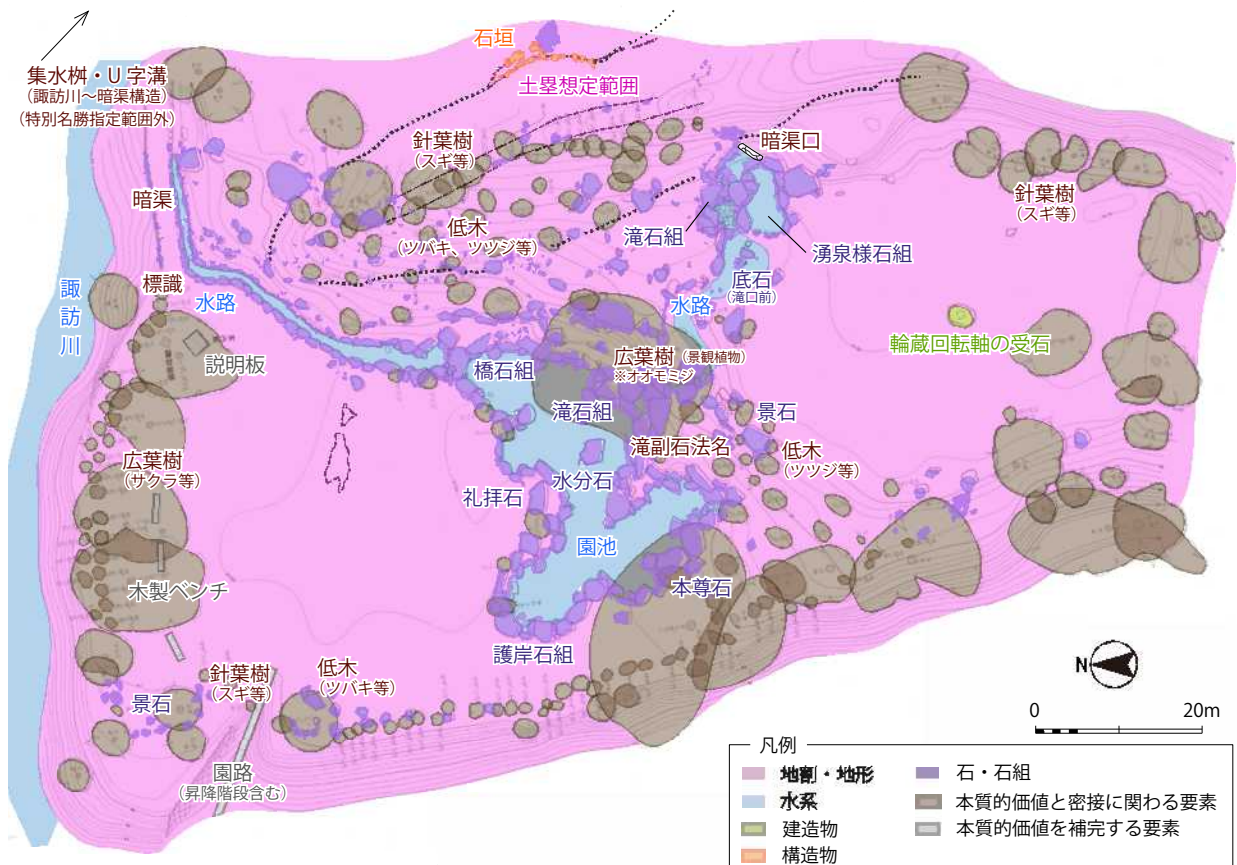 石垣
集水桝・U字溝
（諏訪川～暗渠構造）
（特別名勝指定範囲外）
土塁想定範囲
針葉樹
（スギ等）
暗渠口
暗渠
針葉樹
（スギ等）
低木
（ツバキ、ツツジ等）
滝石組
湧泉様石組
底石
（滝口前）
標識
諏訪川
水路
水路
輪蔵回転軸の受石
説明板
橋石組
広葉樹（景観植物）
※オオモミジ
滝石組
景石
滝副石法名
低木
（ツツジ等）
広葉樹
（サクラ等）
水分石
礼拝石
園池
木製ベンチ
本尊石
護岸石組
針葉樹
（スギ等）
低木
（ツバキ等）
景石
N
0 20m
園路
（昇降階段含む）
凡例
地割・地形
石・石組
水系
本質的価値と密接に関わる要素
建造物
本質的価値を補完する要素
構造物